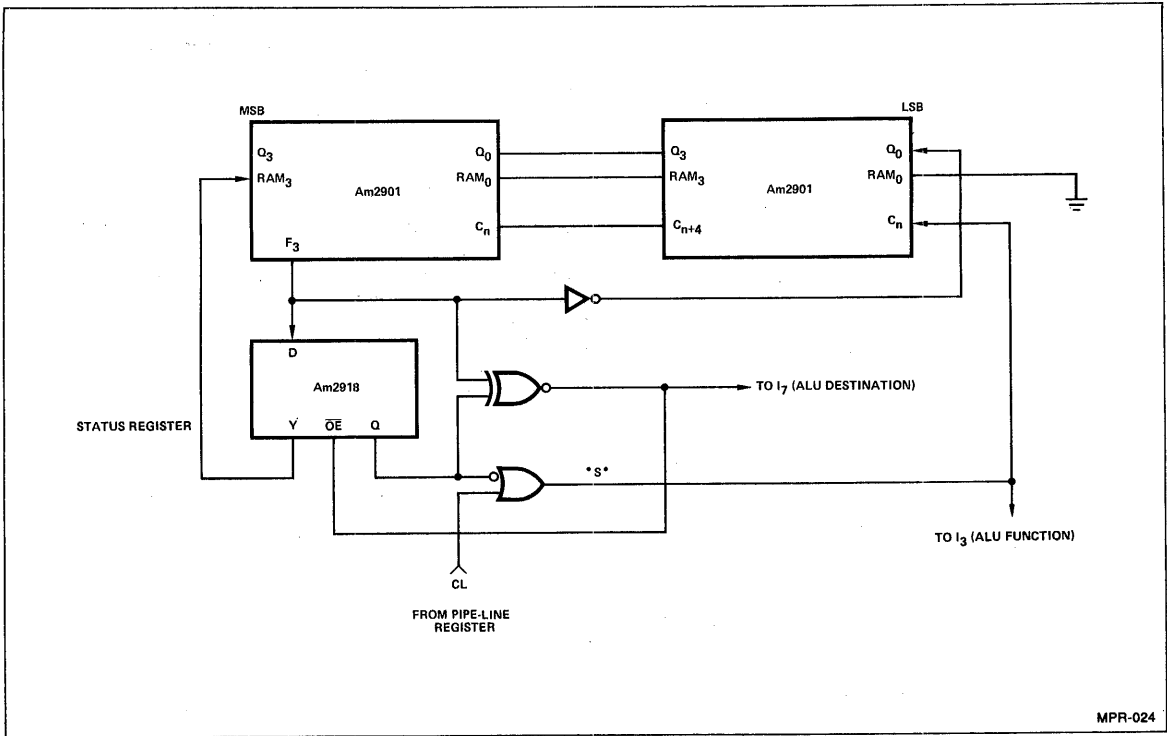 MSB
LSB
Q3
RAM3
Am2901
Q0
RAM0
Cn
F3
Q3
RAM3
Cn+4
Am2901
Q0
RAM0
Cn
D
Am2918
Y
OE
Q
STATUS REGISTER
TO I7 (ALU DESTINATION)
"S"
TO I3 (ALU FUNCTION)
CL
FROM PIPE-LINE
REGISTER
MPR-024